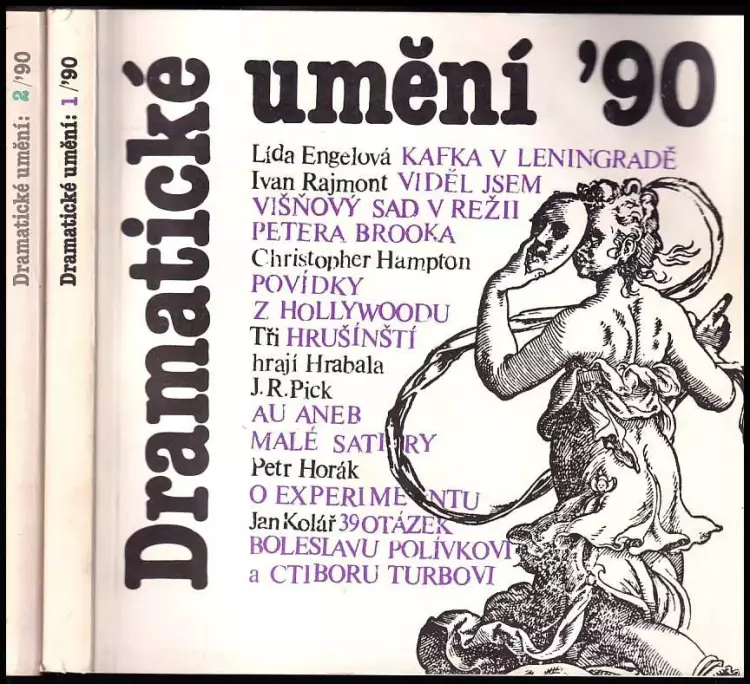 Dramatické umění: 2/'90
Dramatické umění: 1/'90
Dramatické
umění '90
Lída Engelová KAFKA V LENINGRADĚ
Ivan Rajmont VIDĚL JSEM
VIŠŇOVÝ SAD V REŽII
PETERA BROOKA
Christopher Hampton
POVÍDKY
Z HOLLYWOODU
Tři HRUŠÍNŠTÍ
hrají Hrabala
J.R.Pick
AU ANEB
MALÉ SATIRY
Petr Horák
O EXPERIMENTU
Jan Kolář 39 OTÁZEK
BOLESLAVU POLÍVKOVI
a CTIBORU TURBOVI